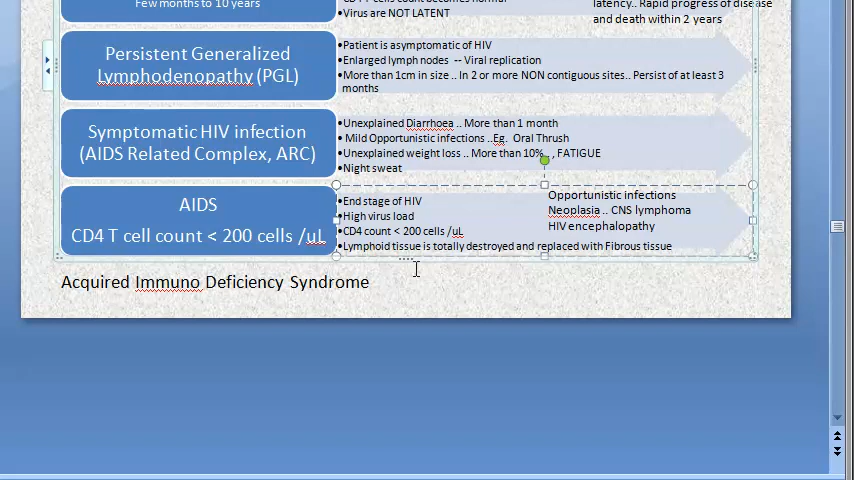 Few months to 10 years
•Virus are NOT LATENT
latency.. Rapid progress of disease
and death within 2 years
Persistent Generalized
Lymphodenopathy (PGL)
•Patient is asymptomatic of HIV
•Enlarged lymph nodes -- Viral replication
•More than 1cm in size .. In 2 or more NON contiguous sites.. Persist of at least 3
months
Symptomatic HIV infection
(AIDS Related Complex, ARC)
•Unexplained Diarrhoea .. More than 1 month
• Mild Opportunistic infections ..Eg. Oral Thrush
•Unexplained weight loss .. More than 10%.. , FATIGUE
•Night sweat
AIDS
CD4 T cell count < 200 cells /uL
•End stage of HIV
•High virus load
•CD4 count < 200 cells /uL
•Lymphoid tissue is totally destroyed and replaced with Fibrous tissue
Opportunistic infections
Neoplasia .. CNS lymphoma
HIV encephalopathy
Acquired Immuno Deficiency Syndrome